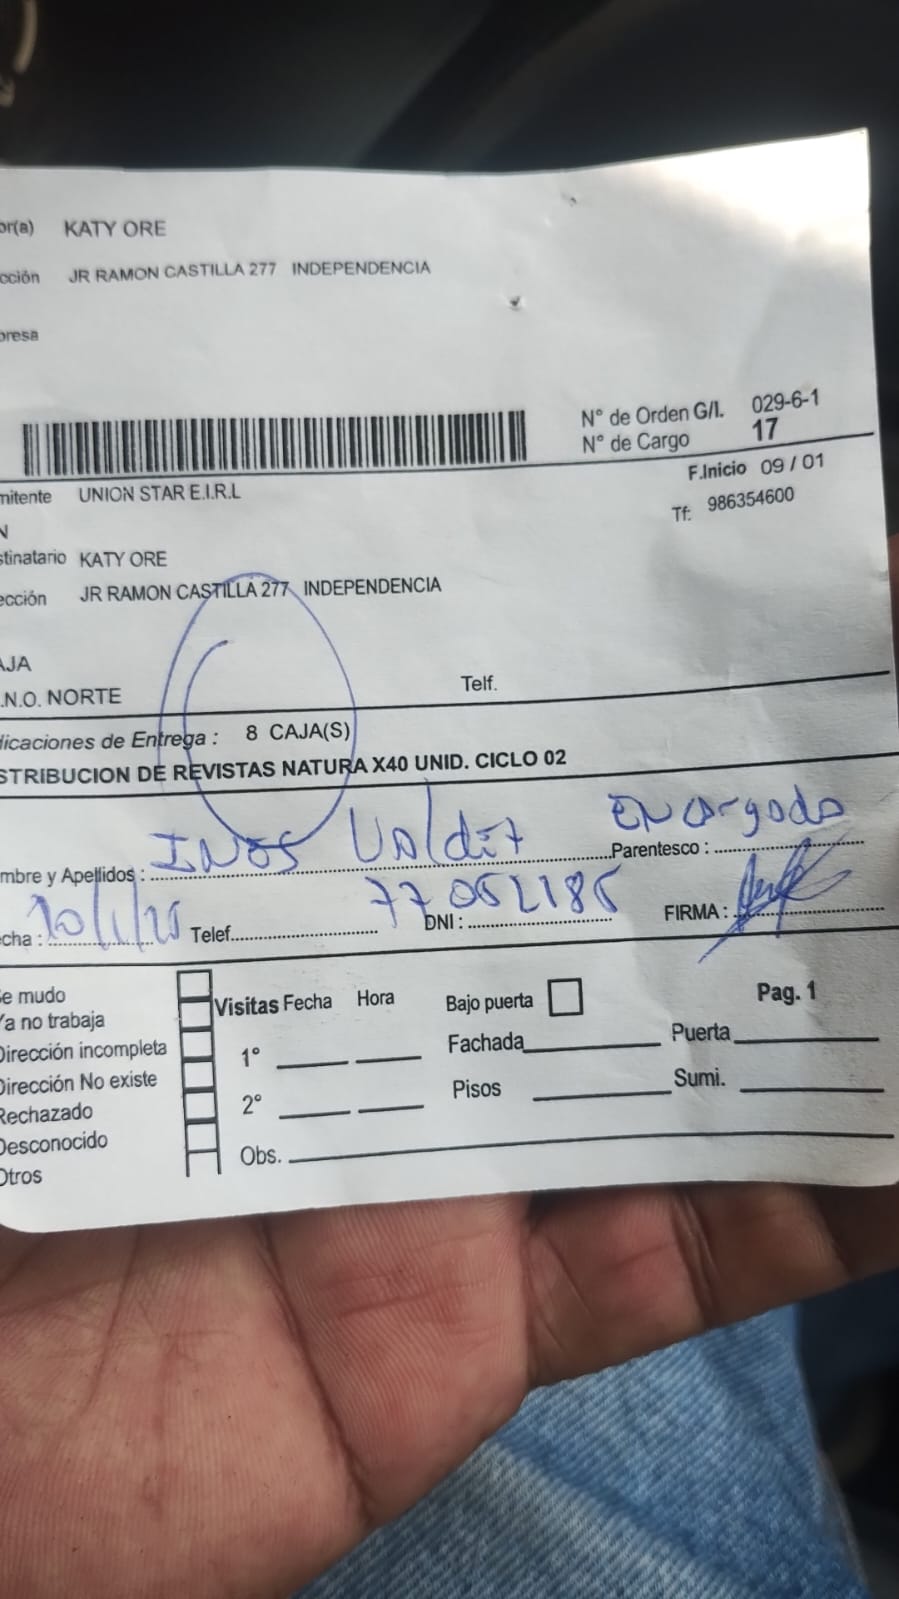 or(a) KATY ORE
cción JR RAMON CASTILLA 277 INDEPENDENCIA
presa
N° de Orden G/I. 029-6-1
N° de Cargo 17
F.Inicio 09 / 01
mitente UNION STAR E.I.R.L
Tf: 986354600
N
stinatario KATY ORE
ección JR RAMON CASTILLA 277 INDEPENDENCIA
AJA
.N.O. NORTE Telf.
dicaciones de Entrega : 8 CAJA(S)
STRIBUCION DE REVISTAS NATURA X40 UNID. CICLO 02
mbre y Apellidos : INOS Parentesco : Encargado
cha : 10/1/25 Telef. DNI : 77052185 FIRMA :
Se mudo
Ya no trabaja
Dirección incompleta
Dirección No existe
Rechazado
Desconocido
Otros
Visitas Fecha Hora Bajo puerta Pag. 1
1° Fachada Puerta
2° Pisos Sumi.
Obs.